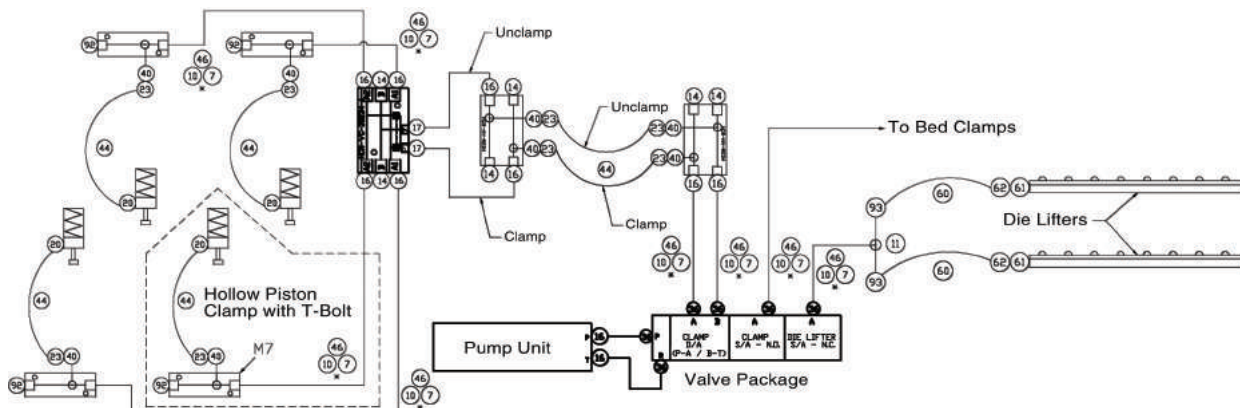 46
10 7
46
10 7
Unclamp
92
92
40
23
40
23
16 14 16
16 14
14 14
Unclamp
17
17
40 23
23 40
40 23
23 40
44
To Bed Clamps
44
44
16 14 16
14 16
16 16
Clamp
Clamp
93
60
62 61
Die Lifters
20
20
20
20
46
10 7
46
10 7
46
10 7
46
10 7
11
93
60
62 61
44
44
Hollow Piston
Clamp with T-Bolt
A B
A
A
Pump Unit
P
T
16
16
P
CLAMP
D/A
(P-A / B-T)
CLAMP
S/A - N.O.
DIE LIFTER
S/A - N.C.
Valve Package
23 40
23 40
M7
46
10 7
46
10 7
92
92